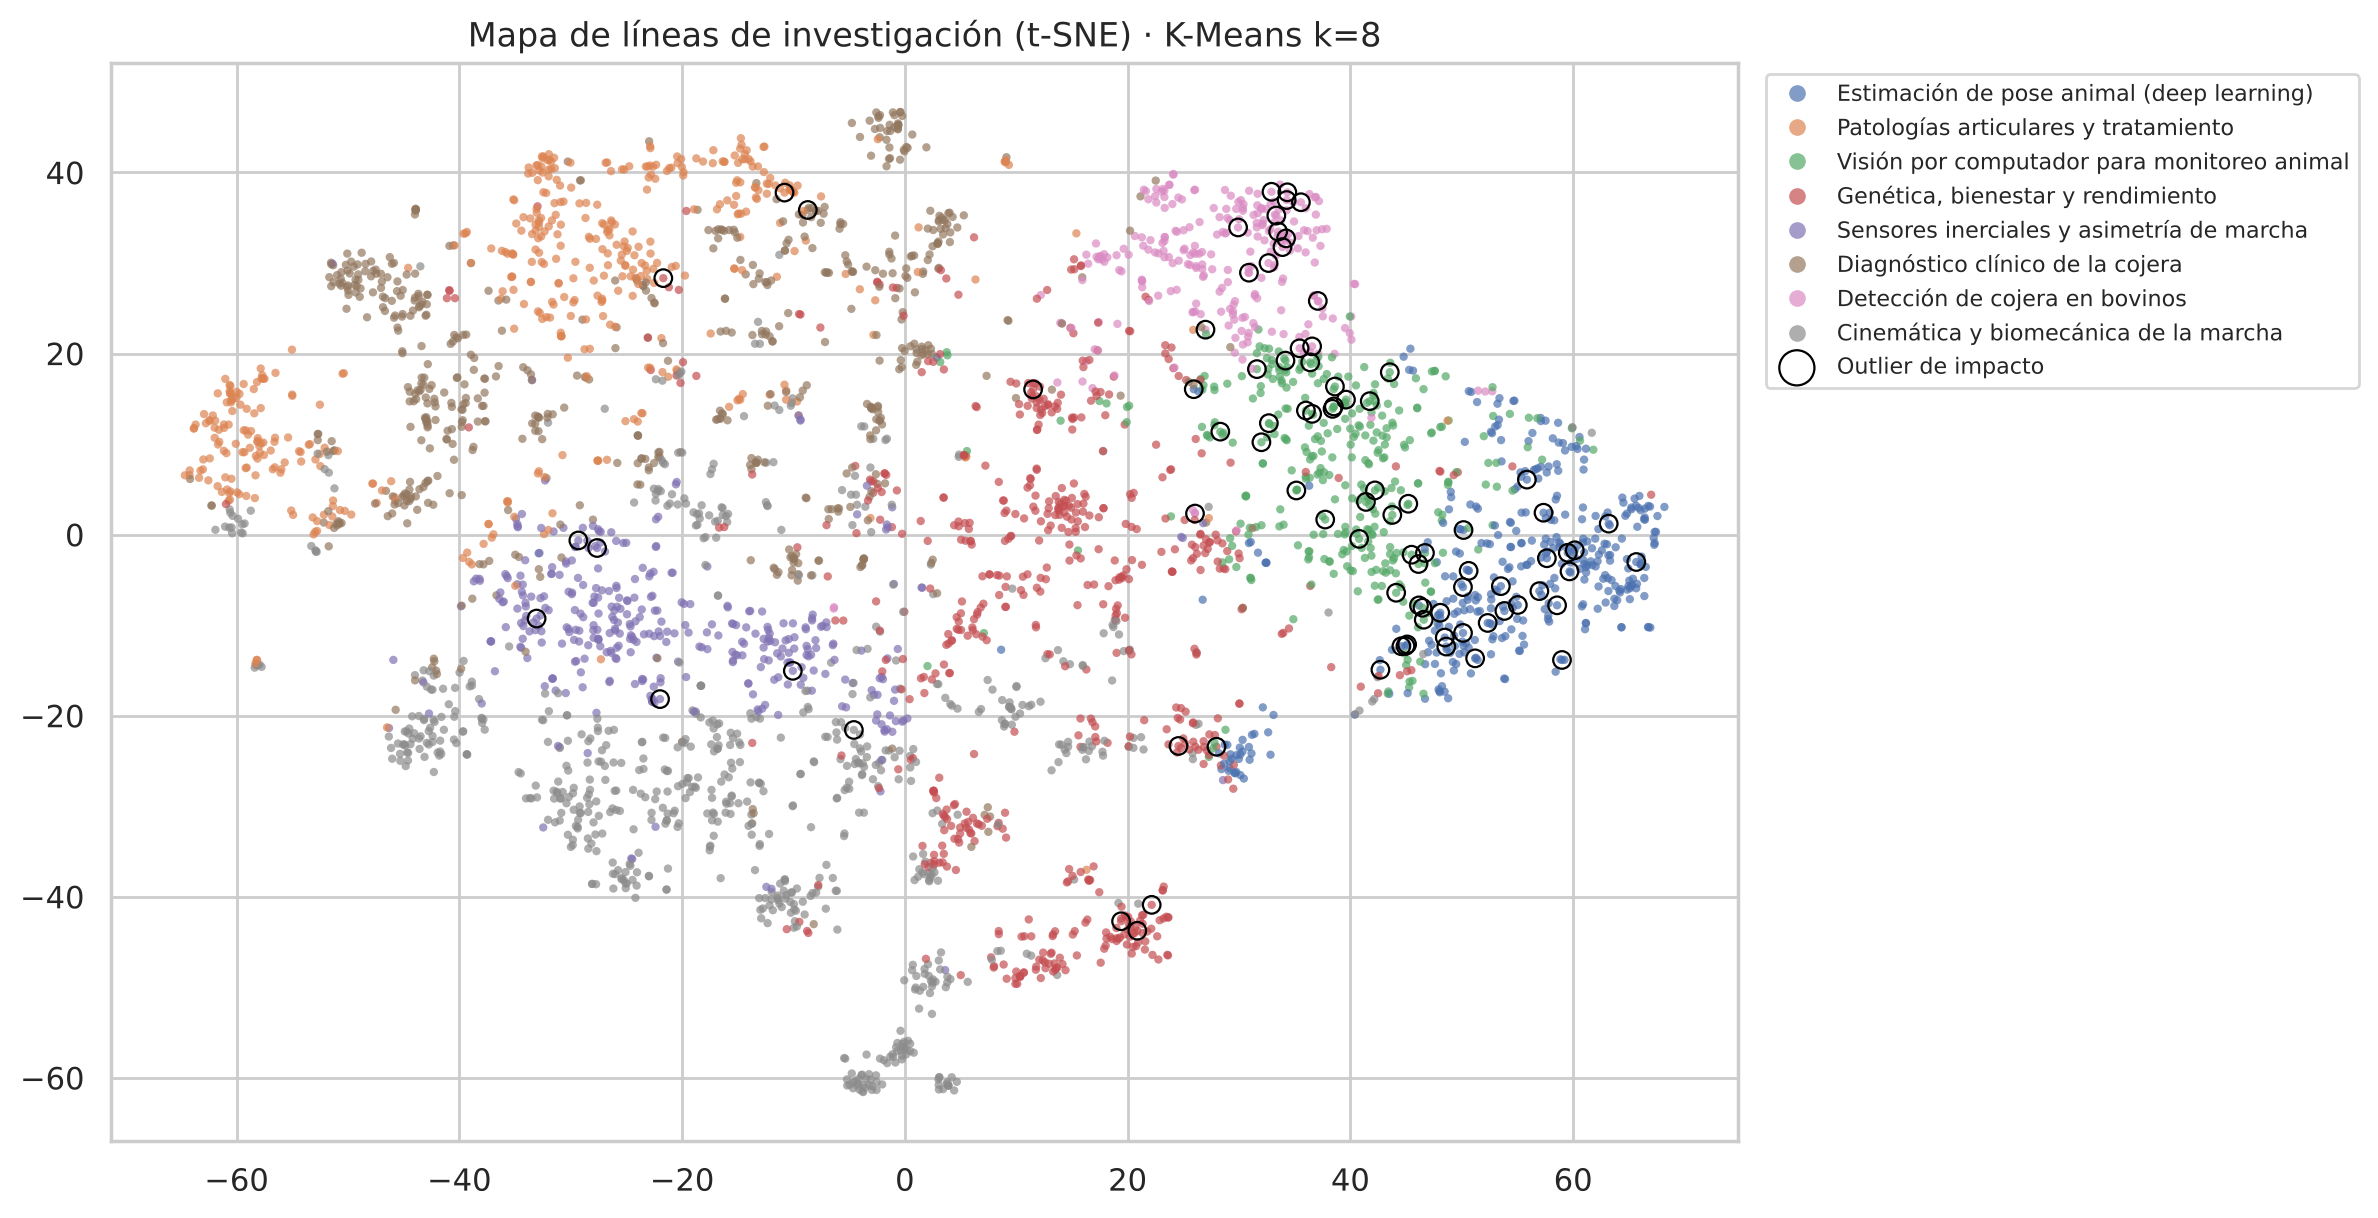 Mapa de líneas de investigación (t-SNE) · K-Means k=8
Estimación de pose animal (deep learning)
Patologías articulares y tratamiento
Visión por computador para monitoreo animal
Genética, bienestar y rendimiento
Sensores inerciales y asimetría de marcha
Diagnóstico clínico de la cojera
Detección de cojera en bovinos
Cinemática y biomecánica de la marcha
Outlier de impacto
40
20
0
−20
−40
−60
−60 −40 −20 0 20 40 60